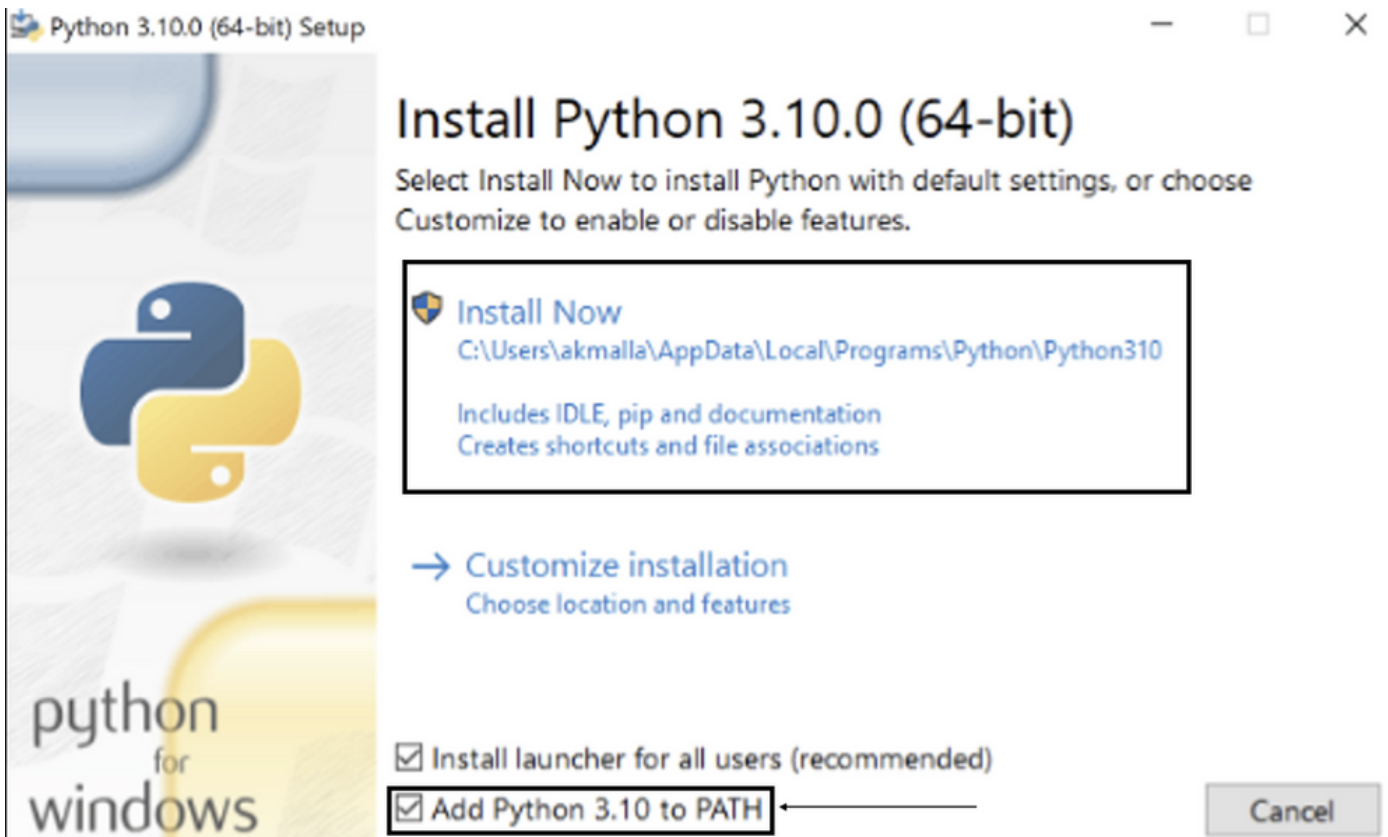 Python 3.10.0 (64-bit) Setup
Install Python 3.10.0 (64-bit)
Select Install Now to install Python with default settings, or choose
Customize to enable or disable features.
Install Now
C:\Users\akmalla\AppData\Local\Programs\Python\Python310
Includes IDLE, pip and documentation
Creates shortcuts and file associations
Customize installation
Choose location and features
python
for
windows
Install launcher for all users (recommended)
Add Python 3.10 to PATH
Cancel